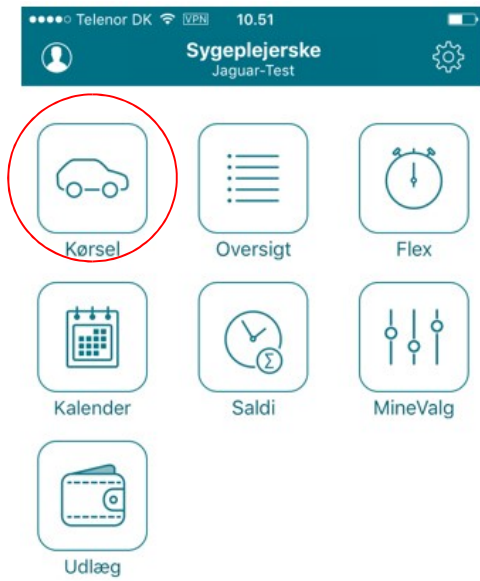 Telenor DK VPN 10.51
Sygeplejerske
Jaguar-Test
Kørsel Oversigt Flex
Kalender Saldi MineValg
Udlæg